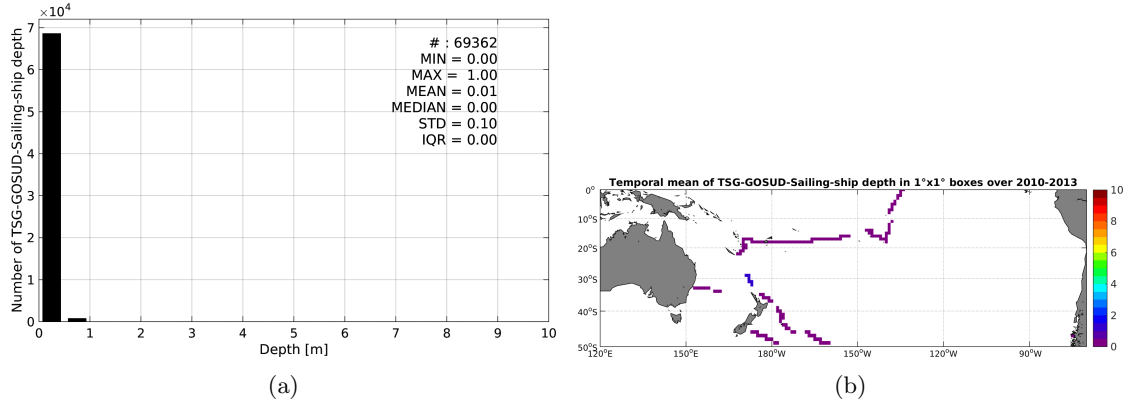 ×10⁴
7
6
5
4
3
2
1
0
Number of TSG-GOSUD-Sailing-ship depth
# : 69362
MIN = 0.00
MAX = 1.00
MEAN = 0.01
MEDIAN = 0.00
STD = 0.10
IQR = 0.00
0 1 2 3 4 5 6 7 8 9 10
Depth [m]
(a)
Temporal mean of TSG-GOSUD-Sailing-ship depth in 1°x1° boxes over 2010-2013
0°
10°S
20°S
30°S
40°S
50°S
120°E 150°E 180°W 150°W 120°W 90°W
10
8
6
4
2
0
(b)